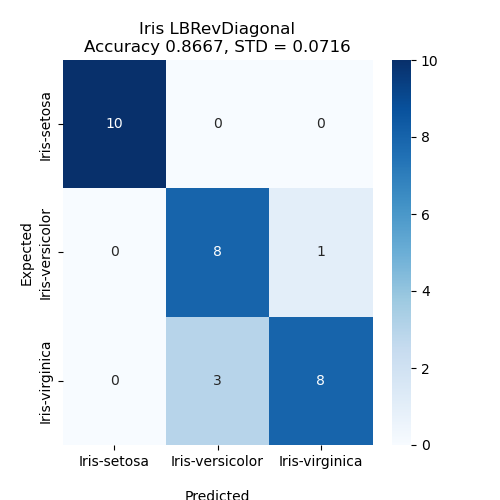 Iris LBRevDiagonal
Accuracy 0.8667, STD = 0.0716
Expected
Iris-setosa
10 0 0
Iris-versicolor
0 8 1
Iris-virginica
0 3 8
Iris-setosa Iris-versicolor Iris-virginica
Predicted
10
8
6
4
2
0